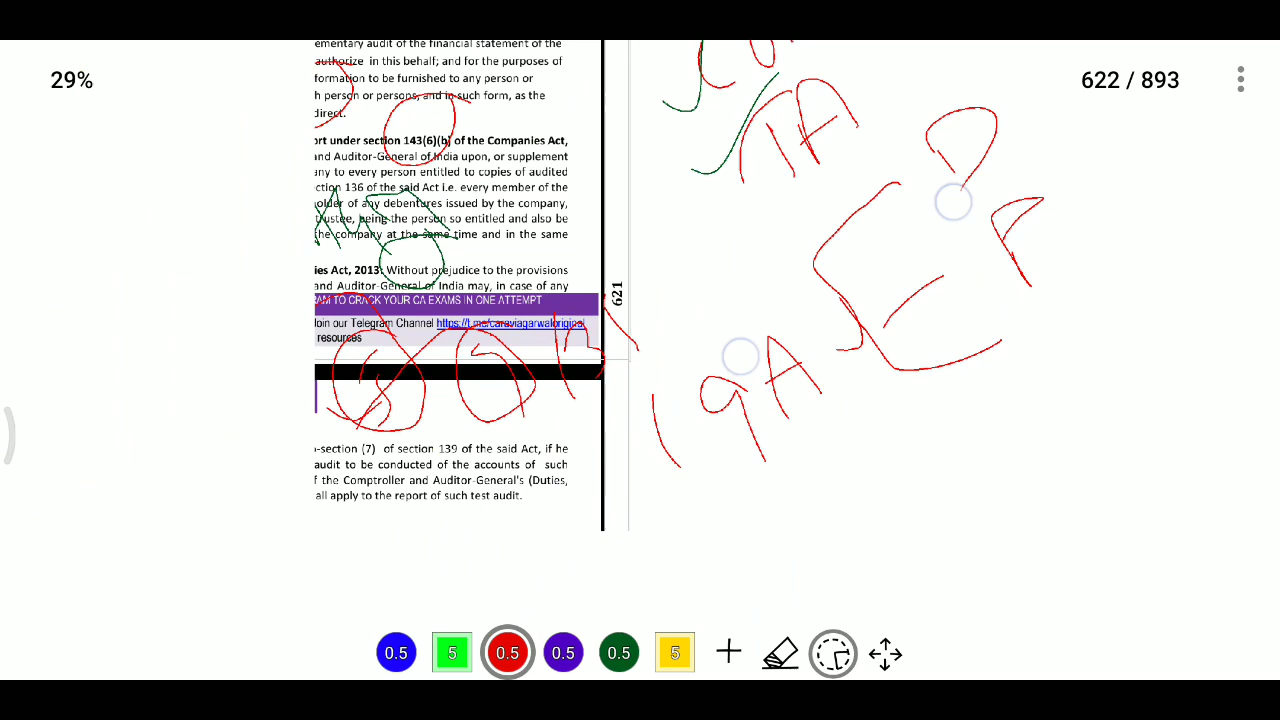 29%
622 / 893
ementary audit of the financial statement of the
authorize in this behalf; and for the purposes of
formation to be furnished to any person or
h person or persons, and in such form, as the
direct.
ort under section 143(6)(b) of the Companies Act,
and Auditor-General of India upon, or supplement
any to every person entitled to copies of audited
ction 136 of the said Act i.e. every member of the
holder of any debentures issued by the company,
trustee, being the person so entitled and also be
the company at the same time and in the same
ies Act, 2013: Without prejudice to the provisions
and Auditor-General of India may, in case of any
RAM TO CRACK YOUR CA EXAMS IN ONE ATTEMPT
Join our Telegram Channel https://t.me/caraviagarwaloriginal
resources
621
-section (7) of section 139 of the said Act, if he
audit to be conducted of the accounts of such
f the Comptroller and Auditor-General's (Duties,
all apply to the report of such test audit.
19A
0.5 5 0.5 0.5 0.5 5